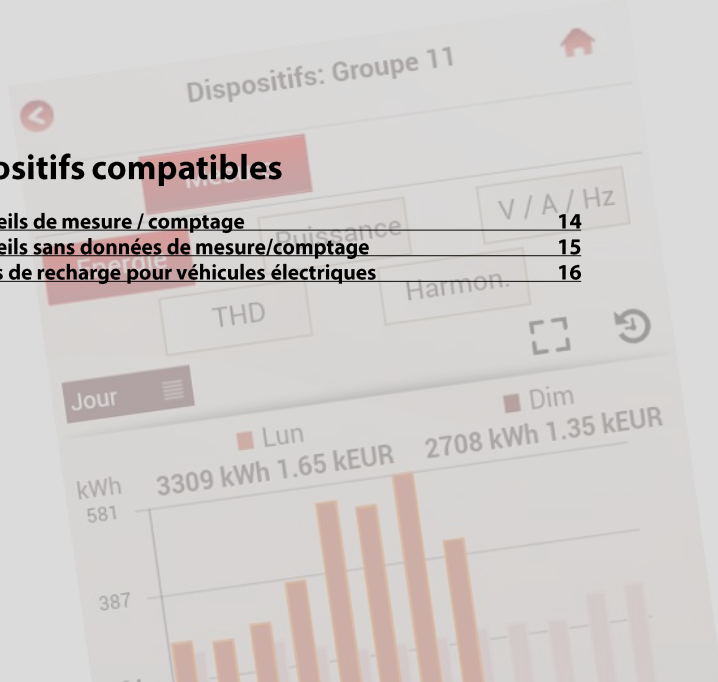 Dispositifs: Groupe 11
ositifs compatibles
eils de mesure / comptage 14
V / A / Hz
Puissance
eils sans données de mesure/comptage 15
Energie
s de recharge pour véhicules électriques 16
Harmon.
THD
Jour
Lun
Dim
3309 kWh 1.65 kEUR
2708 kWh 1.35 kEUR
kWh
581
387